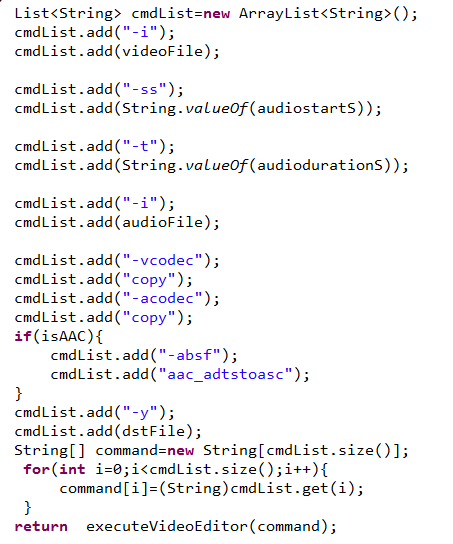 List<String> cmdList=new ArrayList<String>();
cmdList.add("-i");
cmdList.add(videoFile);
cmdList.add("-ss");
cmdList.add(String.valueOf(audiostartS));
cmdList.add("-t");
cmdList.add(String.valueOf(audiodurationS));
cmdList.add("-i");
cmdList.add(audioFile);
cmdList.add("-vcodec");
cmdList.add("copy");
cmdList.add("-acodec");
cmdList.add("copy");
if(isAAC){
    cmdList.add("-absf");
    cmdList.add("aac_adtstoasc");
}
cmdList.add("-y");
cmdList.add(dstFile);
String[] command=new String[cmdList.size()];
 for(int i=0;i<cmdList.size();i++){
     command[i]=(String)cmdList.get(i);
 }
return  executeVideoEditor(command);